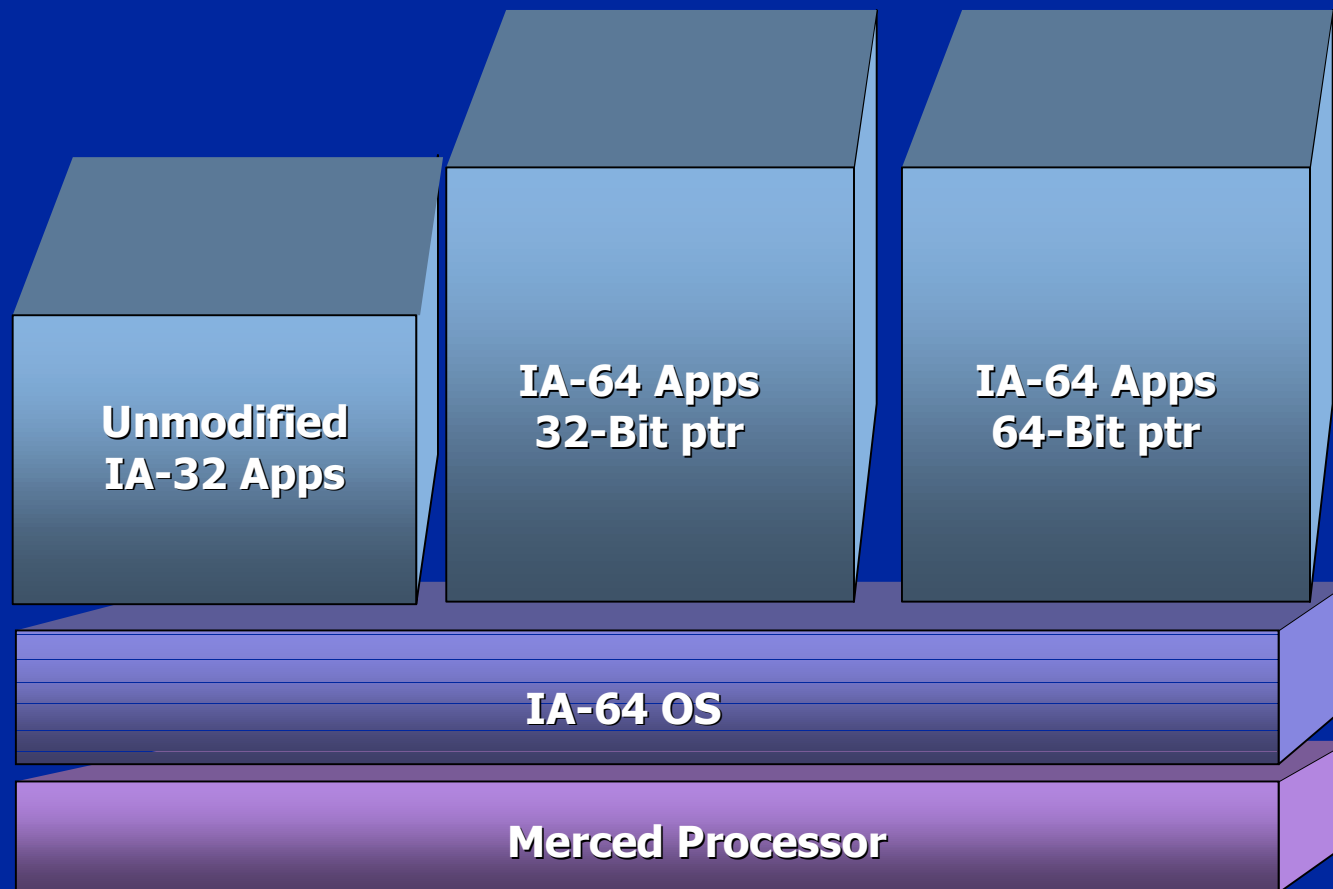 Unmodified
IA-32 Apps
IA-64 Apps
32-Bit ptr
IA-64 Apps
64-Bit ptr
IA-64 OS
Merced Processor